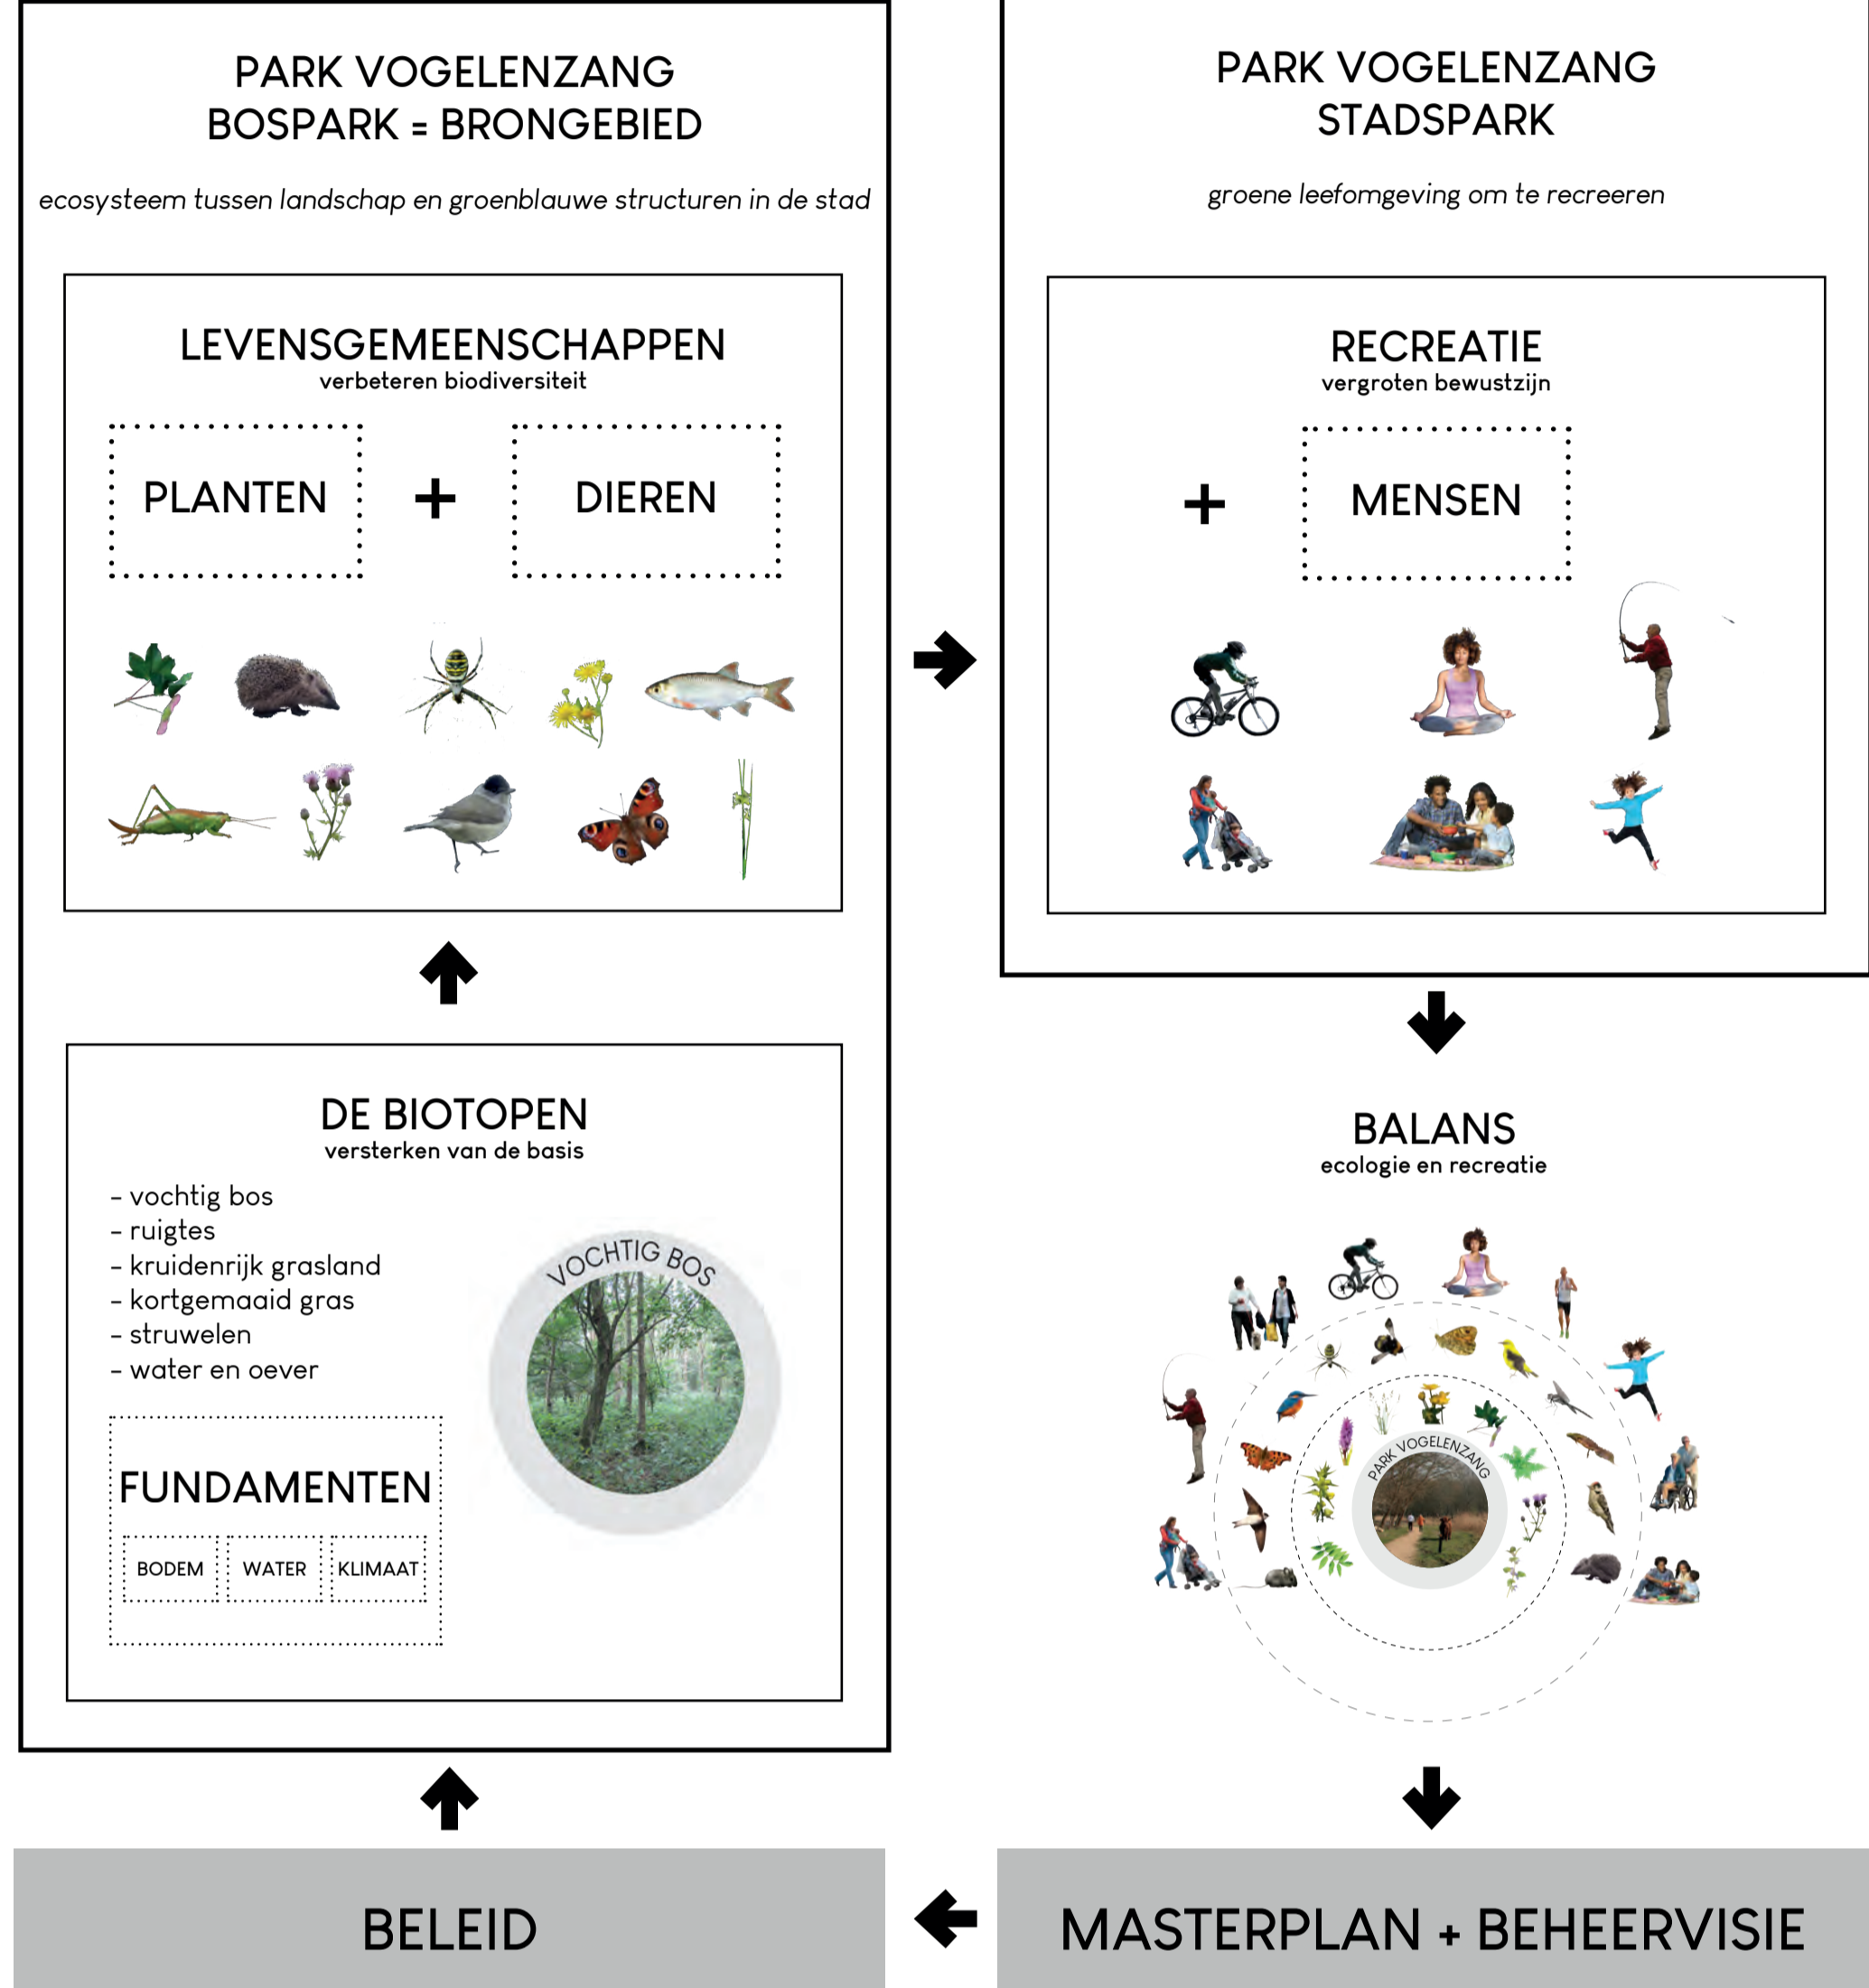 PARK VOGELENZANG
BOSPARK = BRONGEBIED
ecosysteem tussen landschap en groenblauwe structuren in de stad
LEVENSGEMEENSCHAPPEN
verbeteren biodiversiteit
PLANTEN + DIEREN
DE BIOTOPEN
versterken van de basis
- vochtig bos
- ruigtes
- kruidenrijk grasland
- kortgemaaid gras
- struwelen
- water en oever
VOCHTIG BOS
FUNDAMENTEN
BODEM WATER KLIMAAT
BELEID
PARK VOGELENZANG
STADSPARK
groene leefomgeving om te recreeren
RECREATIE
vergroten bewustzijn
+ MENSEN
BALANS
ecologie en recreatie
PARK VOGELENZANG
MASTERPLAN + BEHEERVISIE